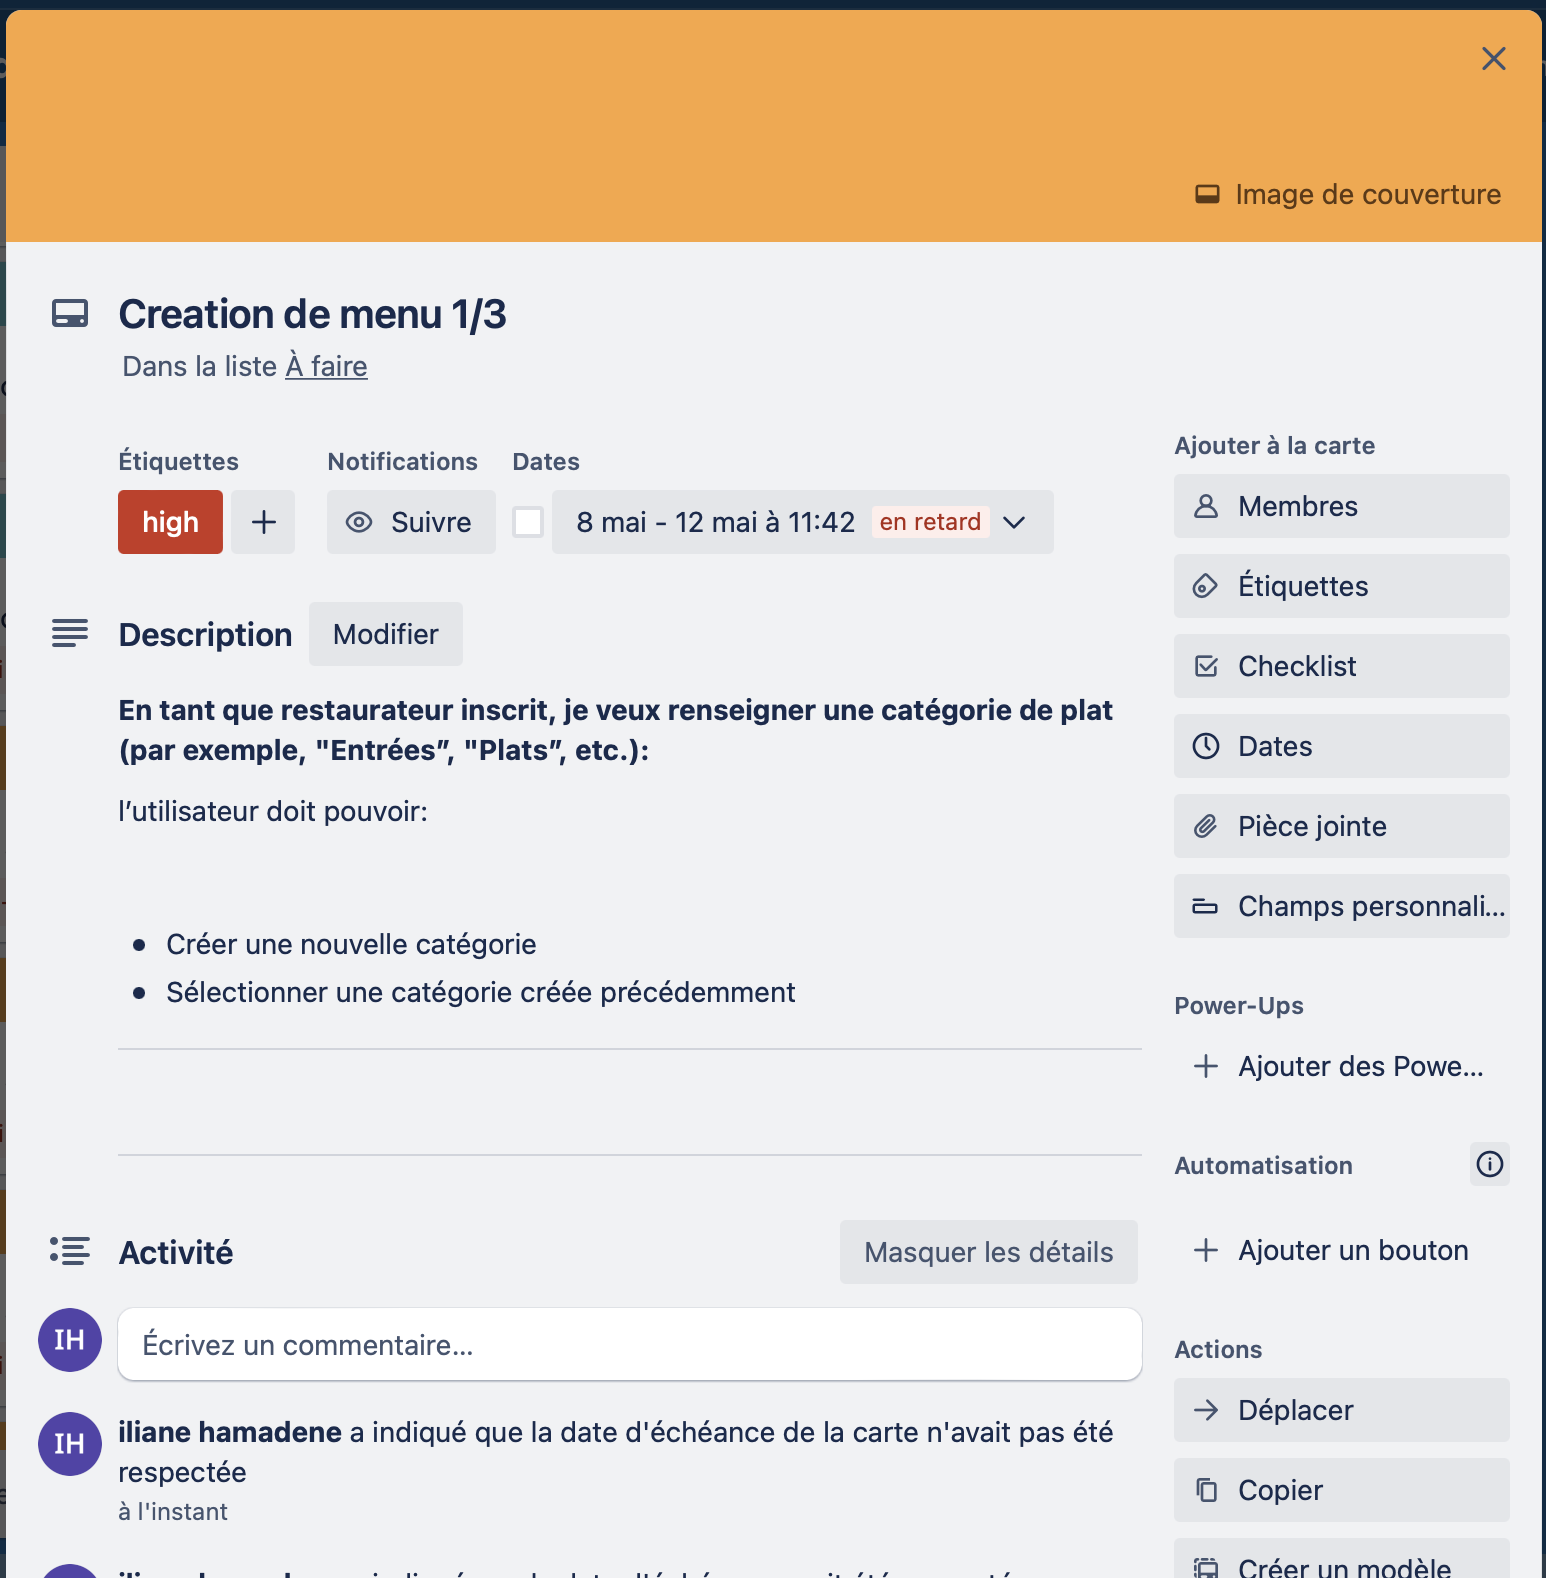 Image de couverture
Creation de menu 1/3
Dans la liste À faire
Étiquettes
Notifications
Dates
high
Suivre
8 mai - 12 mai à 11:42
en retard
Description
Modifier
En tant que restaurateur inscrit, je veux renseigner une catégorie de plat
(par exemple, "Entrées”, "Plats”, etc.):
l’utilisateur doit pouvoir:
Créer une nouvelle catégorie
Sélectionner une catégorie créée précédemment
Activité
Masquer les détails
IH
Écrivez un commentaire…
IH
iliane hamadene a indiqué que la date d'échéance de la carte n'avait pas été
respectée
à l'instant
Ajouter à la carte
Membres
Étiquettes
Checklist
Dates
Pièce jointe
Champs personnali...
Power-Ups
Ajouter des Powe...
Automatisation
Ajouter un bouton
Actions
Déplacer
Copier
Créer un modèle